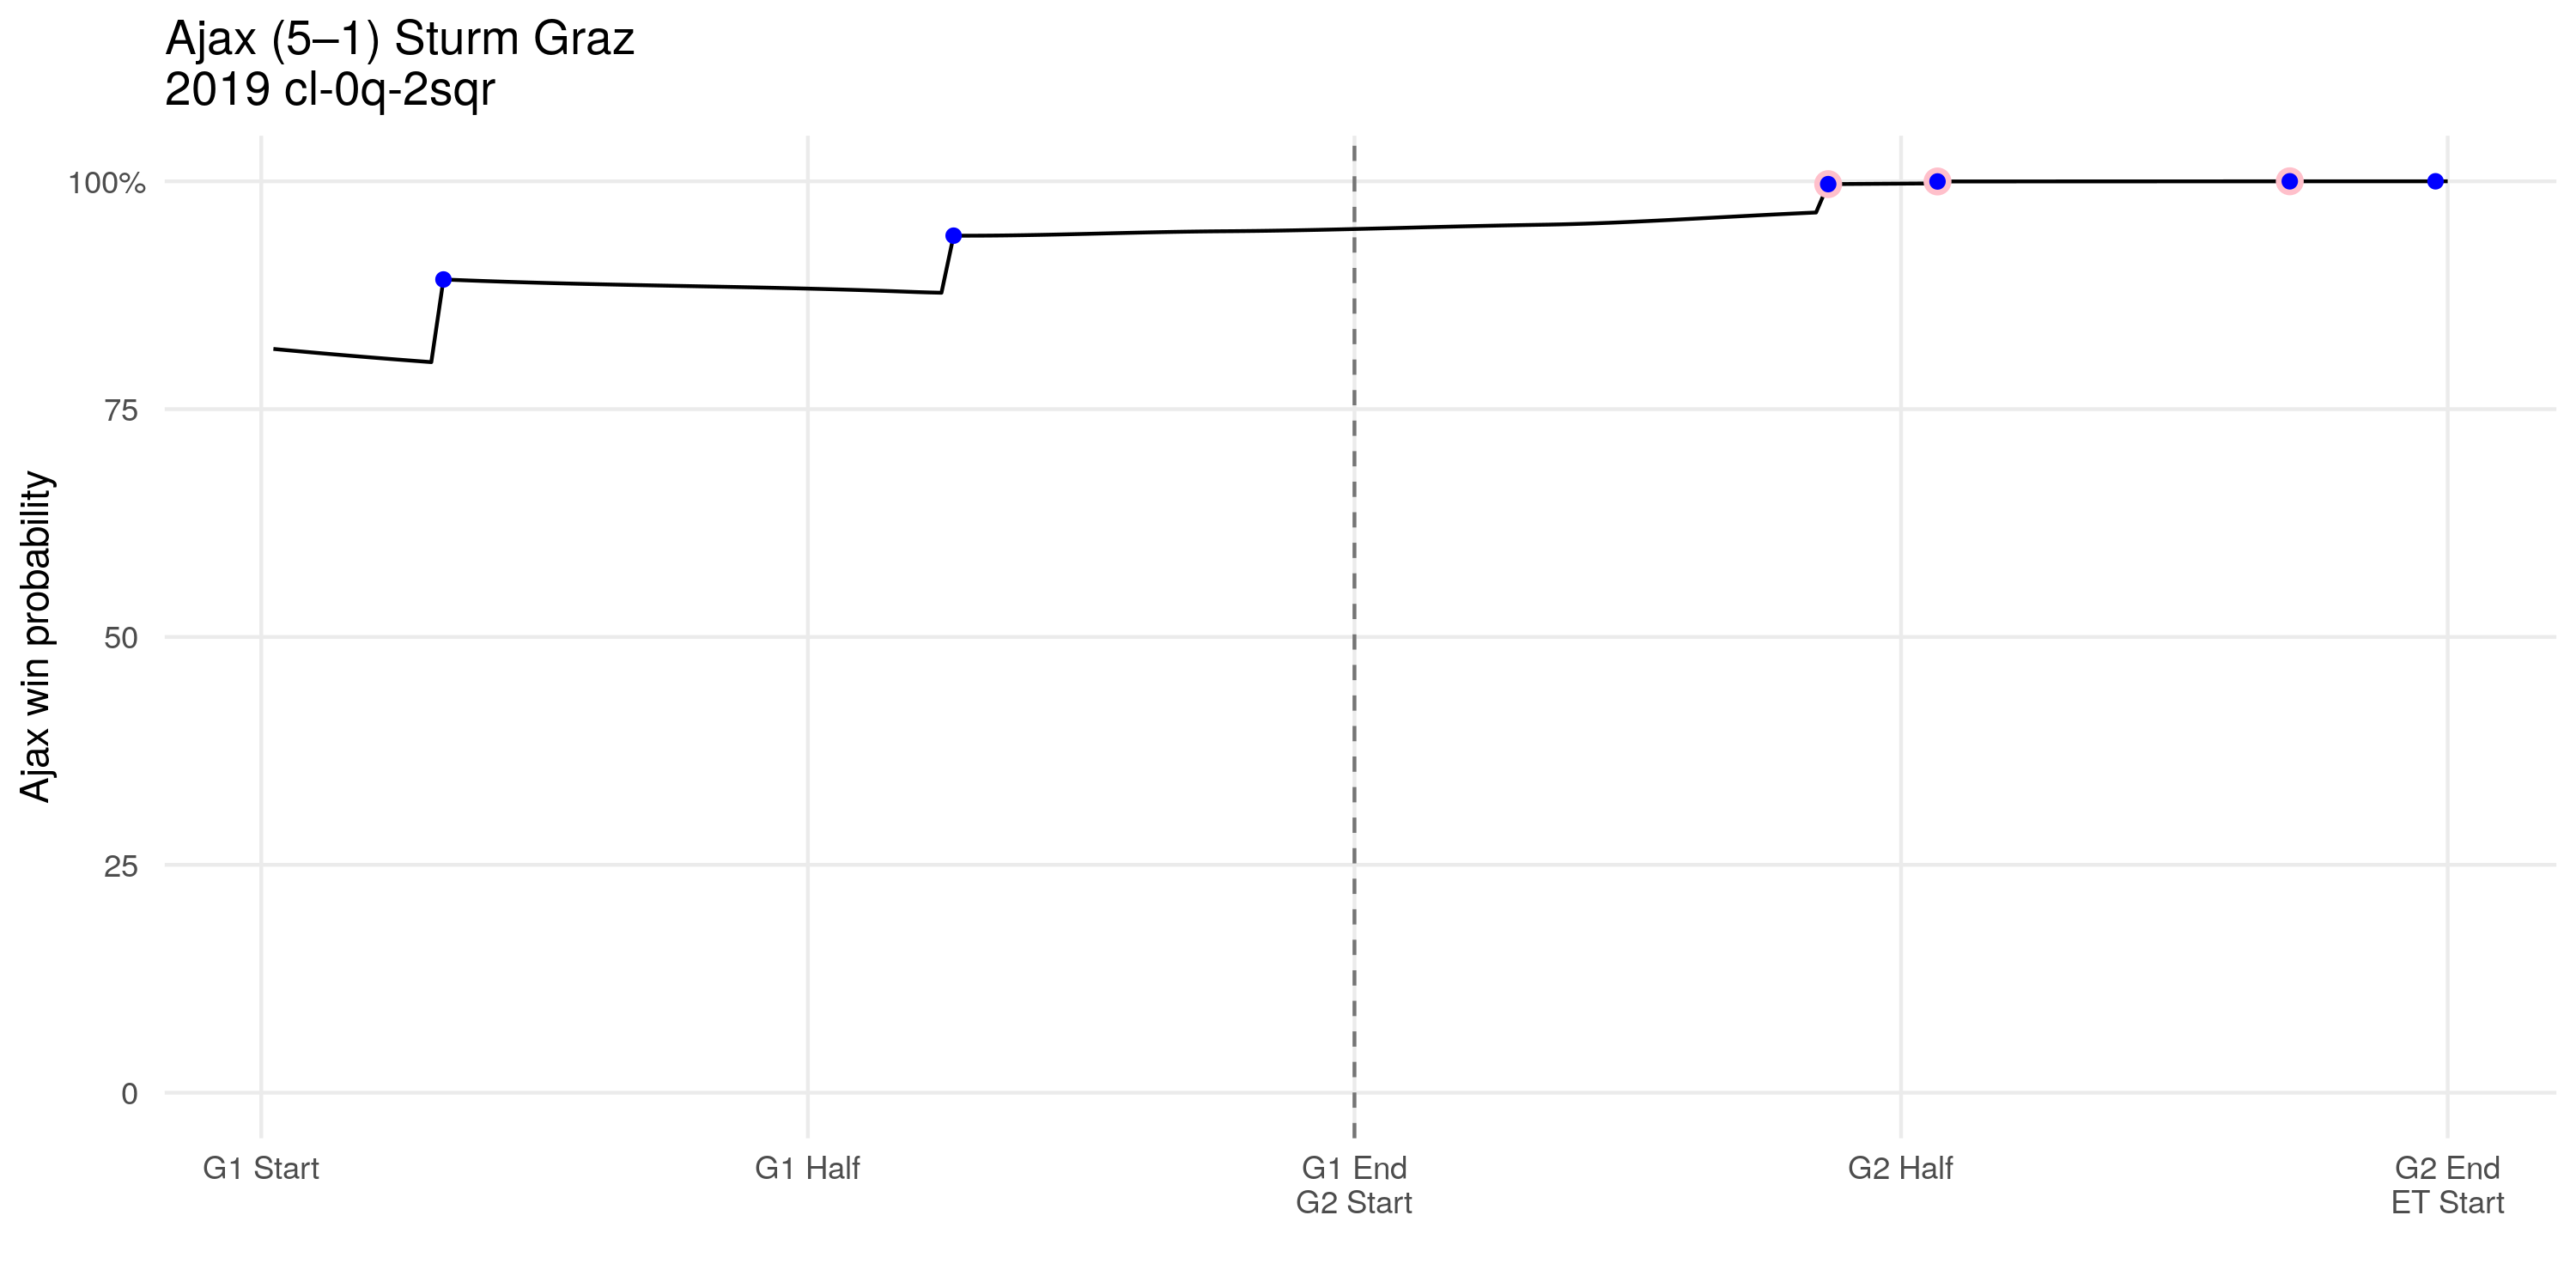 Ajax (5–1) Sturm Graz
2019 cl-0q-2sqr
Ajax win probability
100%
75
50
25
0
G1 Start
G1 Half
G1 End
G2 Start
G2 Half
G2 End
ET Start